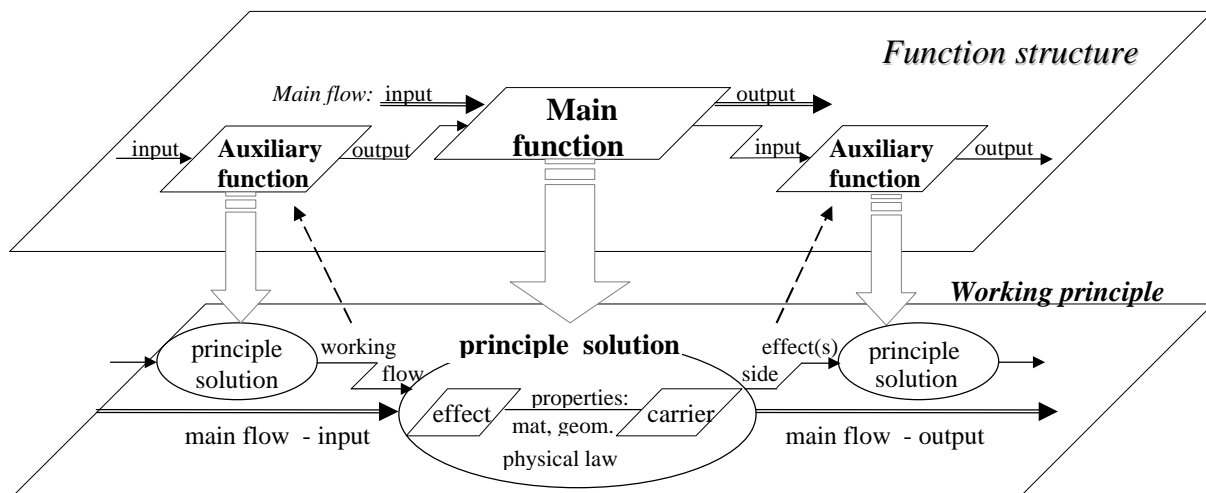 Function structure
Main flow: input
output
Main
function
input
Auxiliary
function
output
input
Auxiliary
function
output
Working principle
principle
solution
working
flow
principle solution
effect(s)
side
principle
solution
effect
properties:
mat, geom.
carrier
physical law
main flow - input
main flow - output